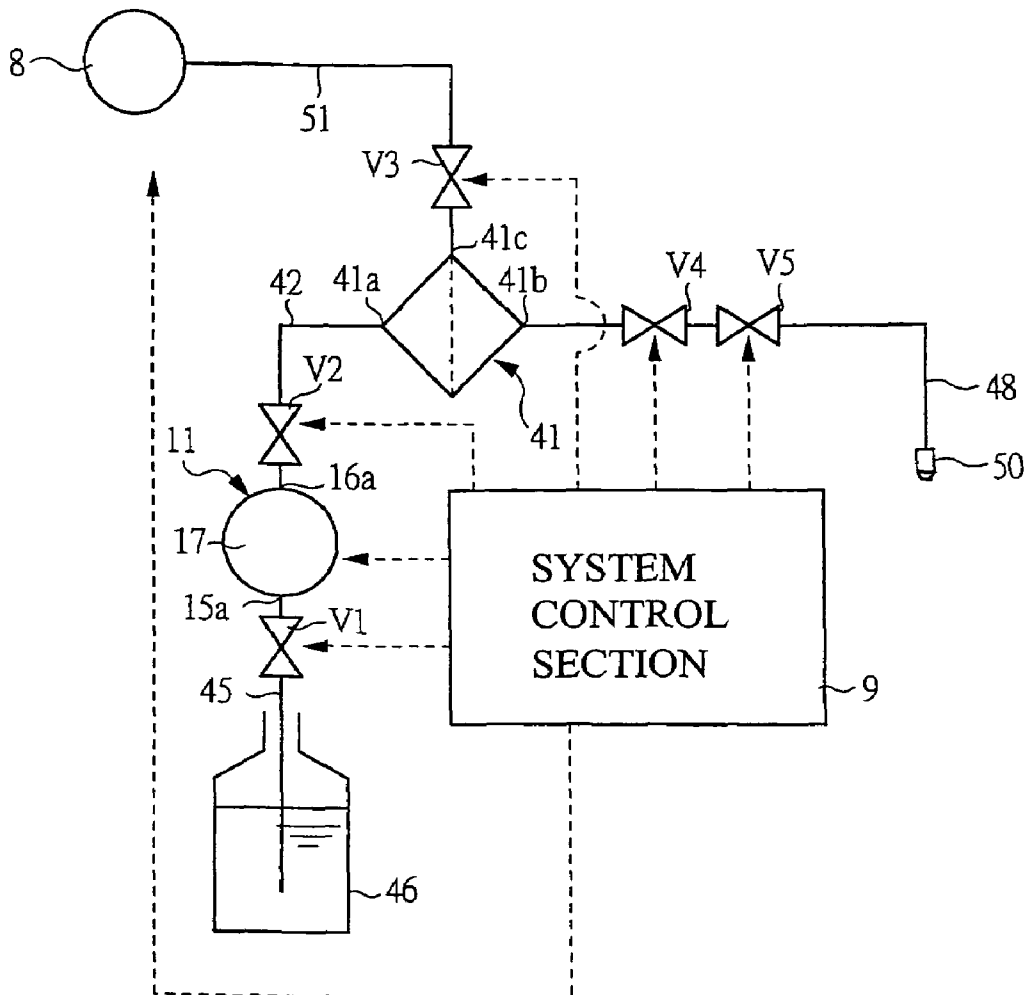 8
51
V3
41c
42
41a
41b
V4
V5
V2
48
41
50
11
16a
17
15a
V1
SYSTEM
CONTROL
SECTION
45
9
46